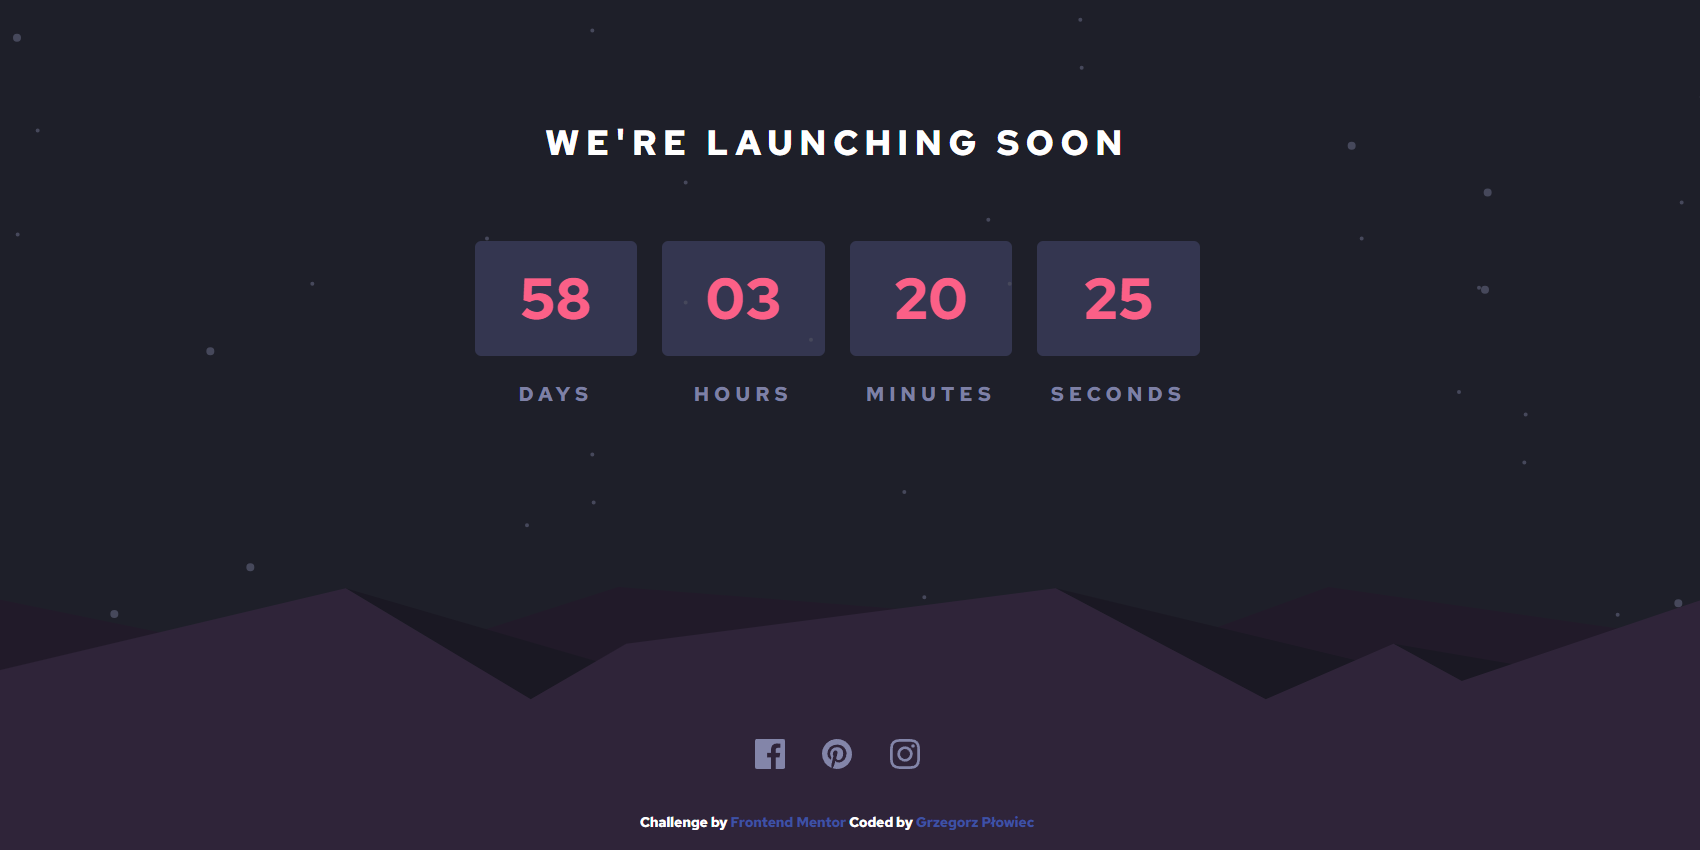 WE'RE LAUNCHING SOON
58 03 20 25
DAYS HOURS MINUTES SECONDS
Challenge by Frontend Mentor Coded by Grzegorz Płowiec